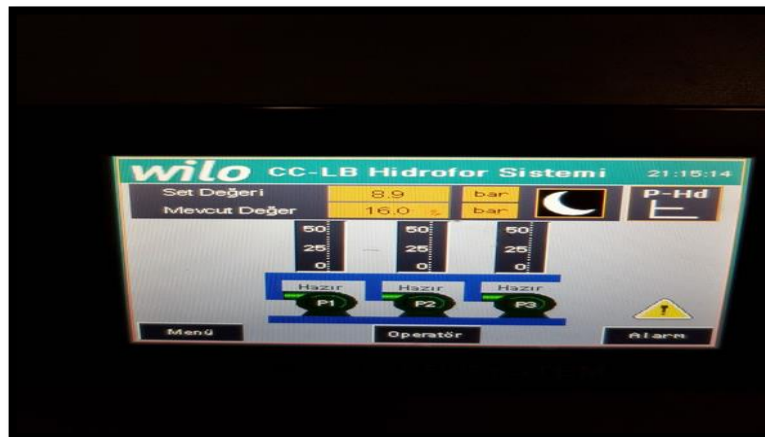 wilo CC-LB Hidrofor Sistemi 21:15:14
Set Değeri 8.9 bar P-Hd
Mevcut Değer 16.0 bar
50 50 50
25 25 25
0 0 0
Hazır Hazır Hazır
P1 P2 P3
Menü Operatör Alarm